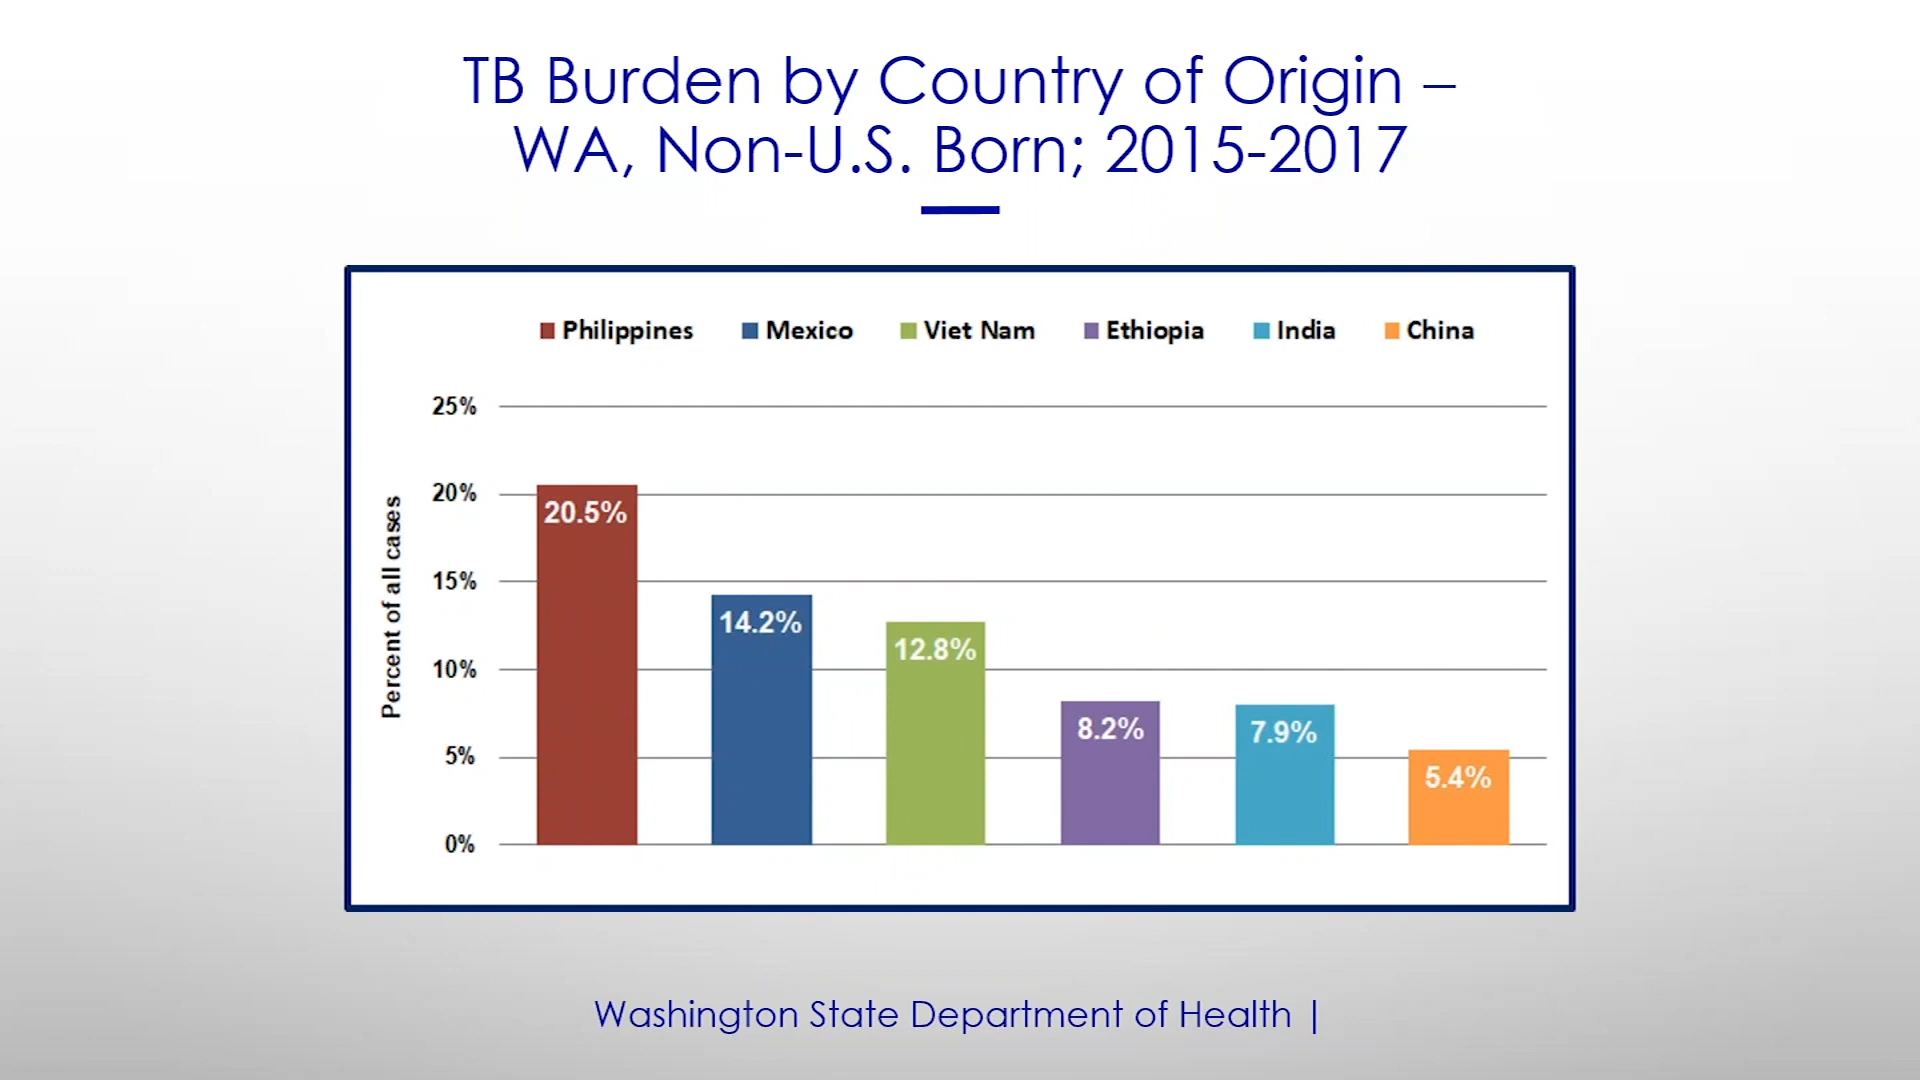 TB Burden by Country of Origin –
WA, Non-U.S. Born; 2015-2017
Philippines Mexico Viet Nam Ethiopia India China
Percent of all cases
25%
20%
15%
10%
5%
0%
20.5%
14.2%
12.8%
8.2%
7.9%
5.4%
Washington State Department of Health |